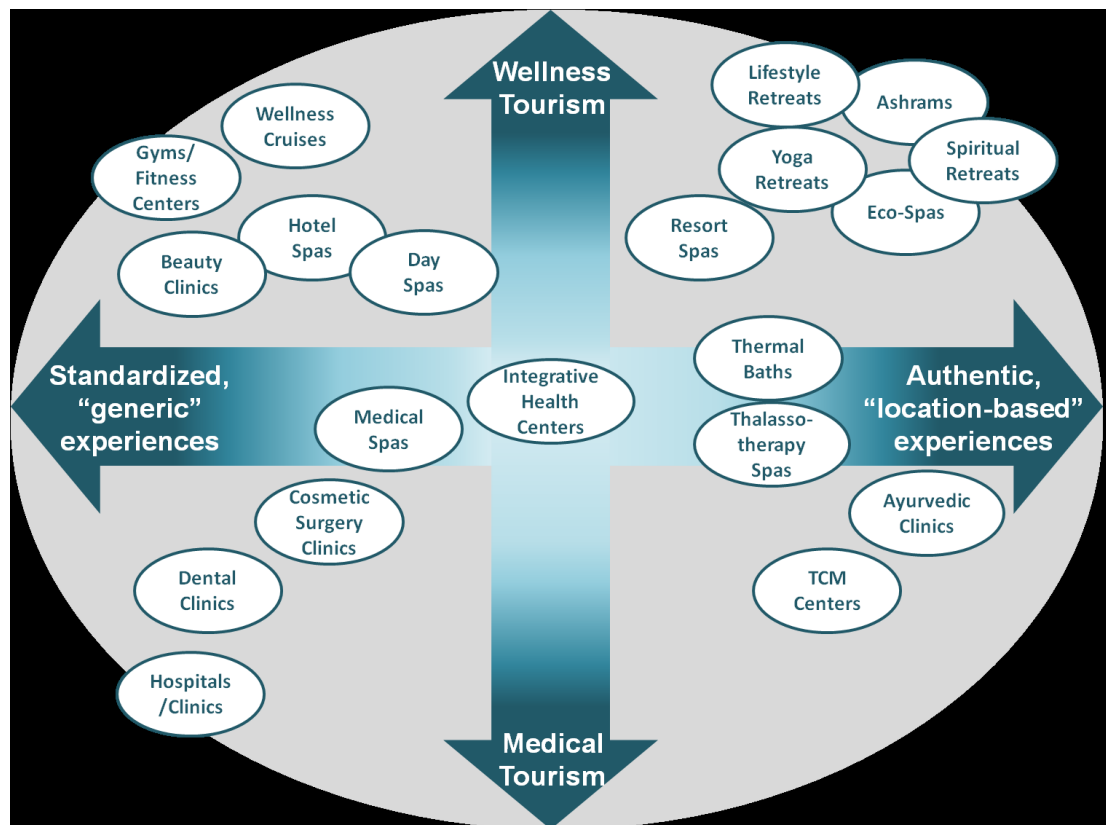 Wellness
Tourism
Lifestyle
Retreats
Ashrams
Wellness
Cruises
Gyms/
Fitness
Centers
Yoga
Retreats
Spiritual
Retreats
Eco-Spas
Hotel
Spas
Resort
Spas
Beauty
Clinics
Day
Spas
Thermal
Baths
Standardized,
“generic”
experiences
Integrative
Health
Centers
Authentic,
“location-based”
experiences
Medical
Spas
Thalasso-
therapy
Spas
Cosmetic
Surgery
Clinics
Ayurvedic
Clinics
Dental
Clinics
TCM
Centers
Hospitals
/Clinics
Medical
Tourism